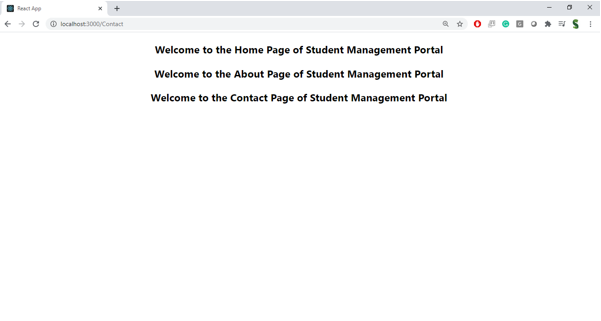 React App
localhost:3000/Contact
Welcome to the Home Page of Student Management Portal
Welcome to the About Page of Student Management Portal
Welcome to the Contact Page of Student Management Portal